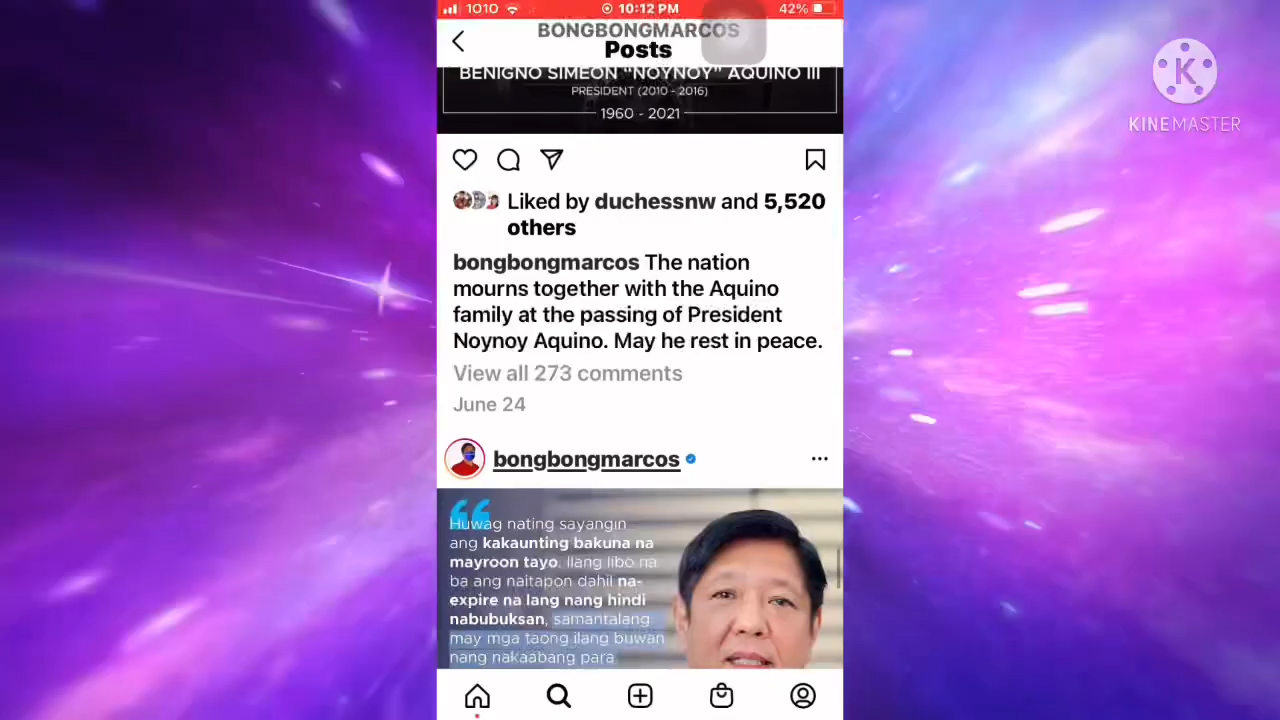 1010
10:12 PM
42%
BONGBONGMARCOS
Posts
BENIGNO SIMEON "NOYNOY" AQUINO III
PRESIDENT (2010 - 2016)
1960 - 2021
KINEMASTER
Liked by duchessnw and 5,520
others
bongbongmarcos The nation
mourns together with the Aquino
family at the passing of President
Noynoy Aquino. May he rest in peace.
View all 273 comments
June 24
bongbongmarcos
Huwag nating sayangin
ang kakaunting bakuna na
mayroon tayo. Ilang libo na
ba ang naitapon dahil na-
expire na lang nang hindi
nabubuksan, samantalang
may mga taong ilang buwan
nang nakaabang para